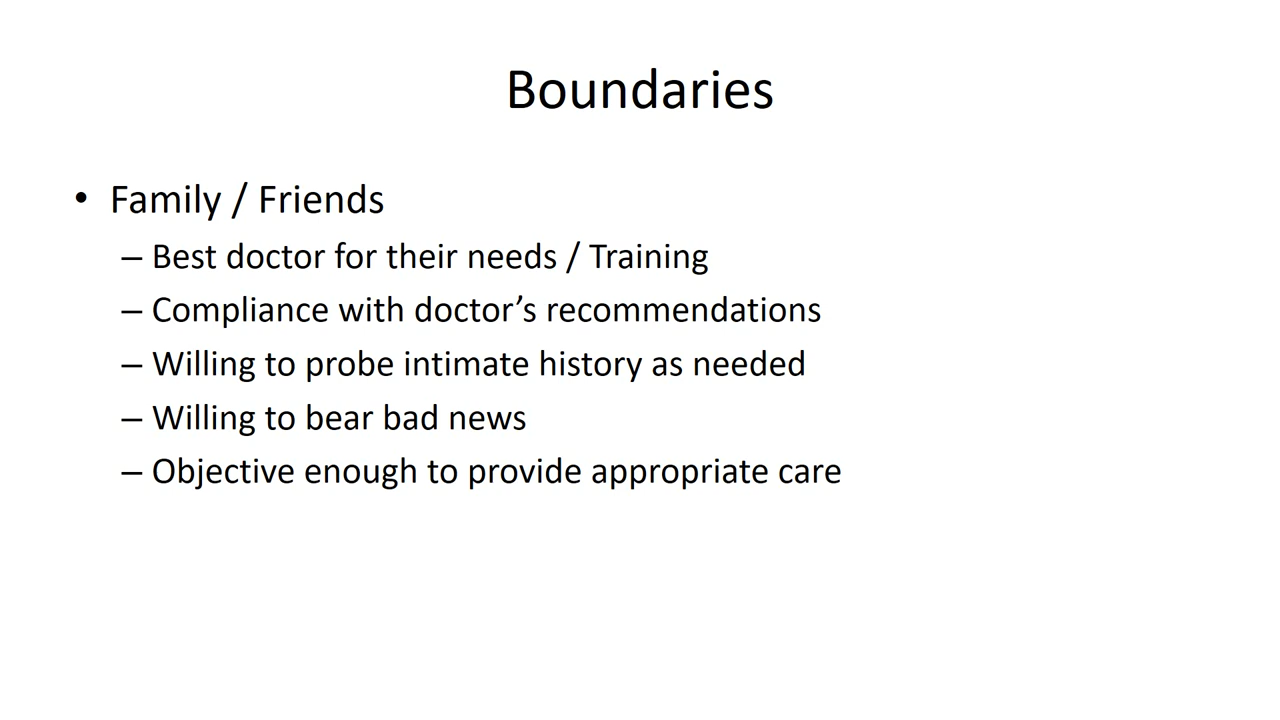 Boundaries
• Family / Friends
– Best doctor for their needs / Training
– Compliance with doctor’s recommendations
– Willing to probe intimate history as needed
– Willing to bear bad news
– Objective enough to provide appropriate care